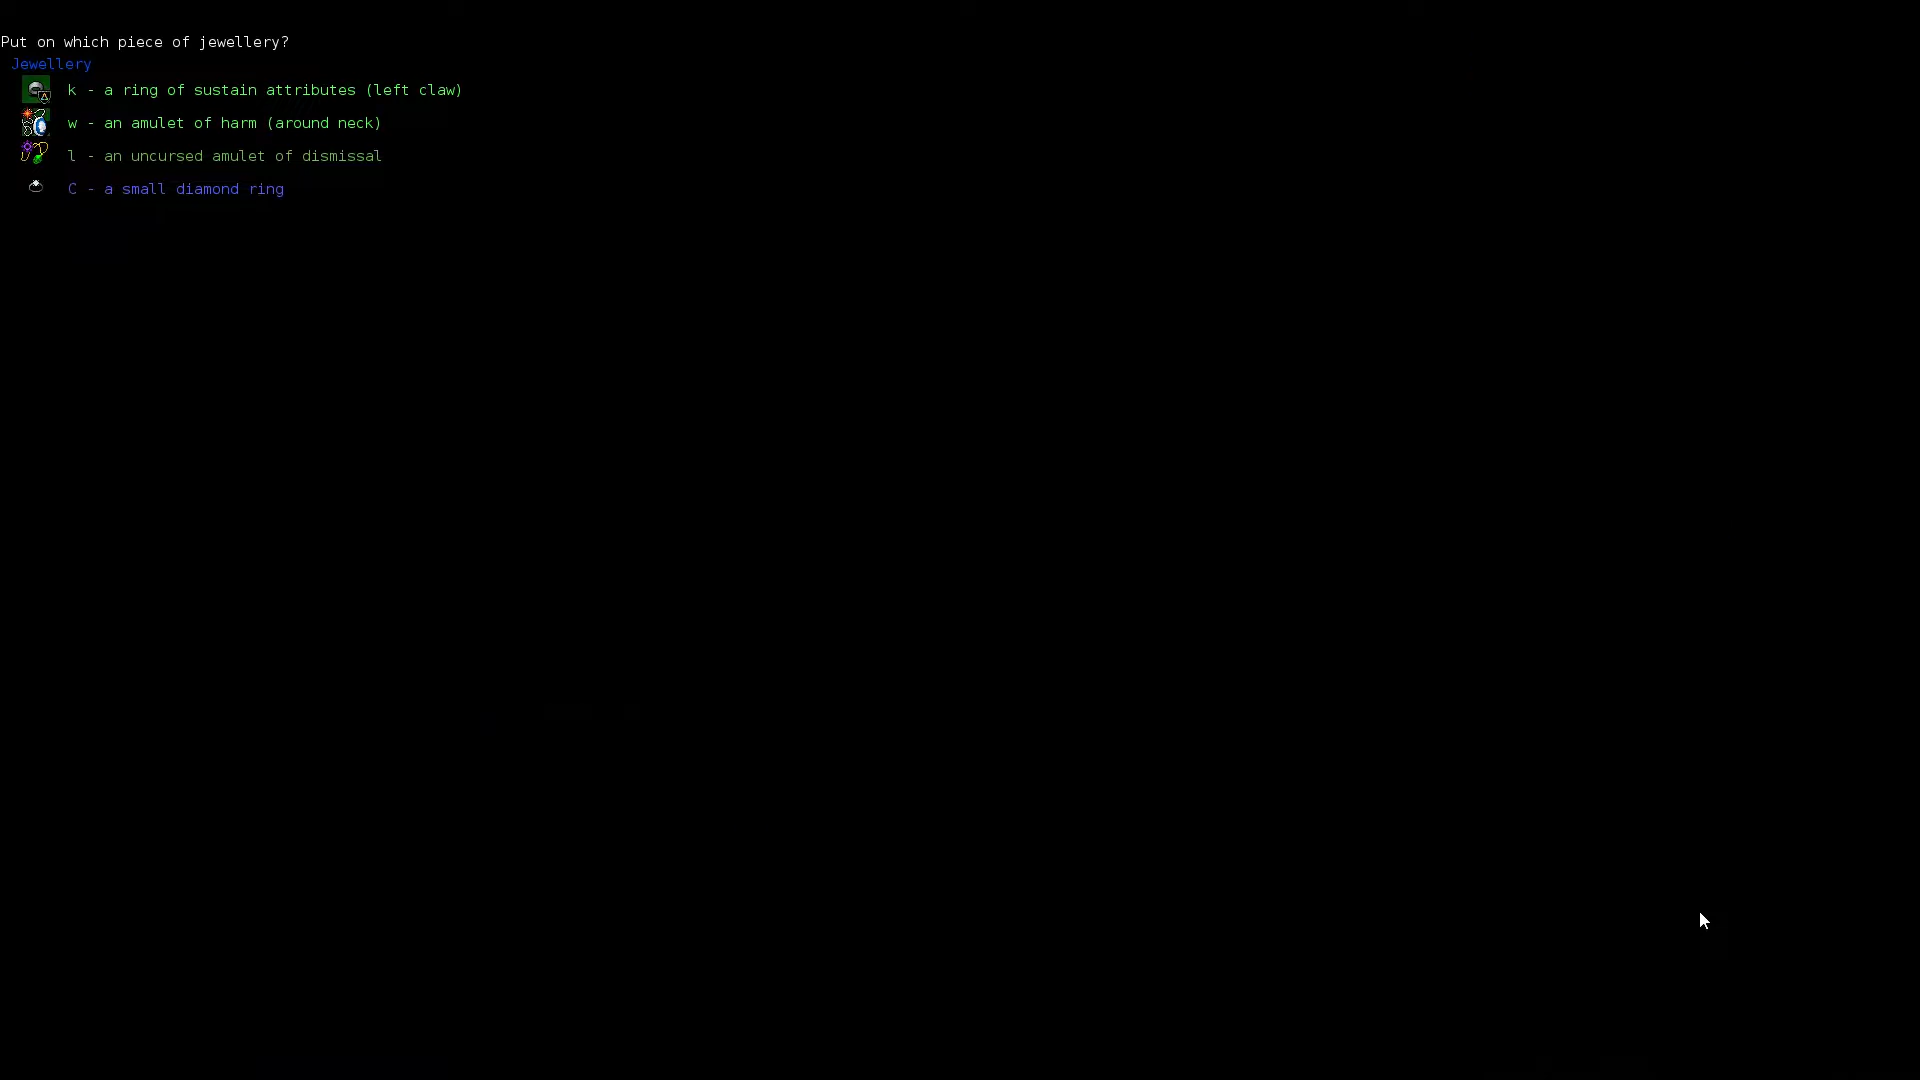 Put on which piece of jewellery?
Jewellery
k - a ring of sustain attributes (left claw)
w - an amulet of harm (around neck)
l - an uncursed amulet of dismissal
C - a small diamond ring